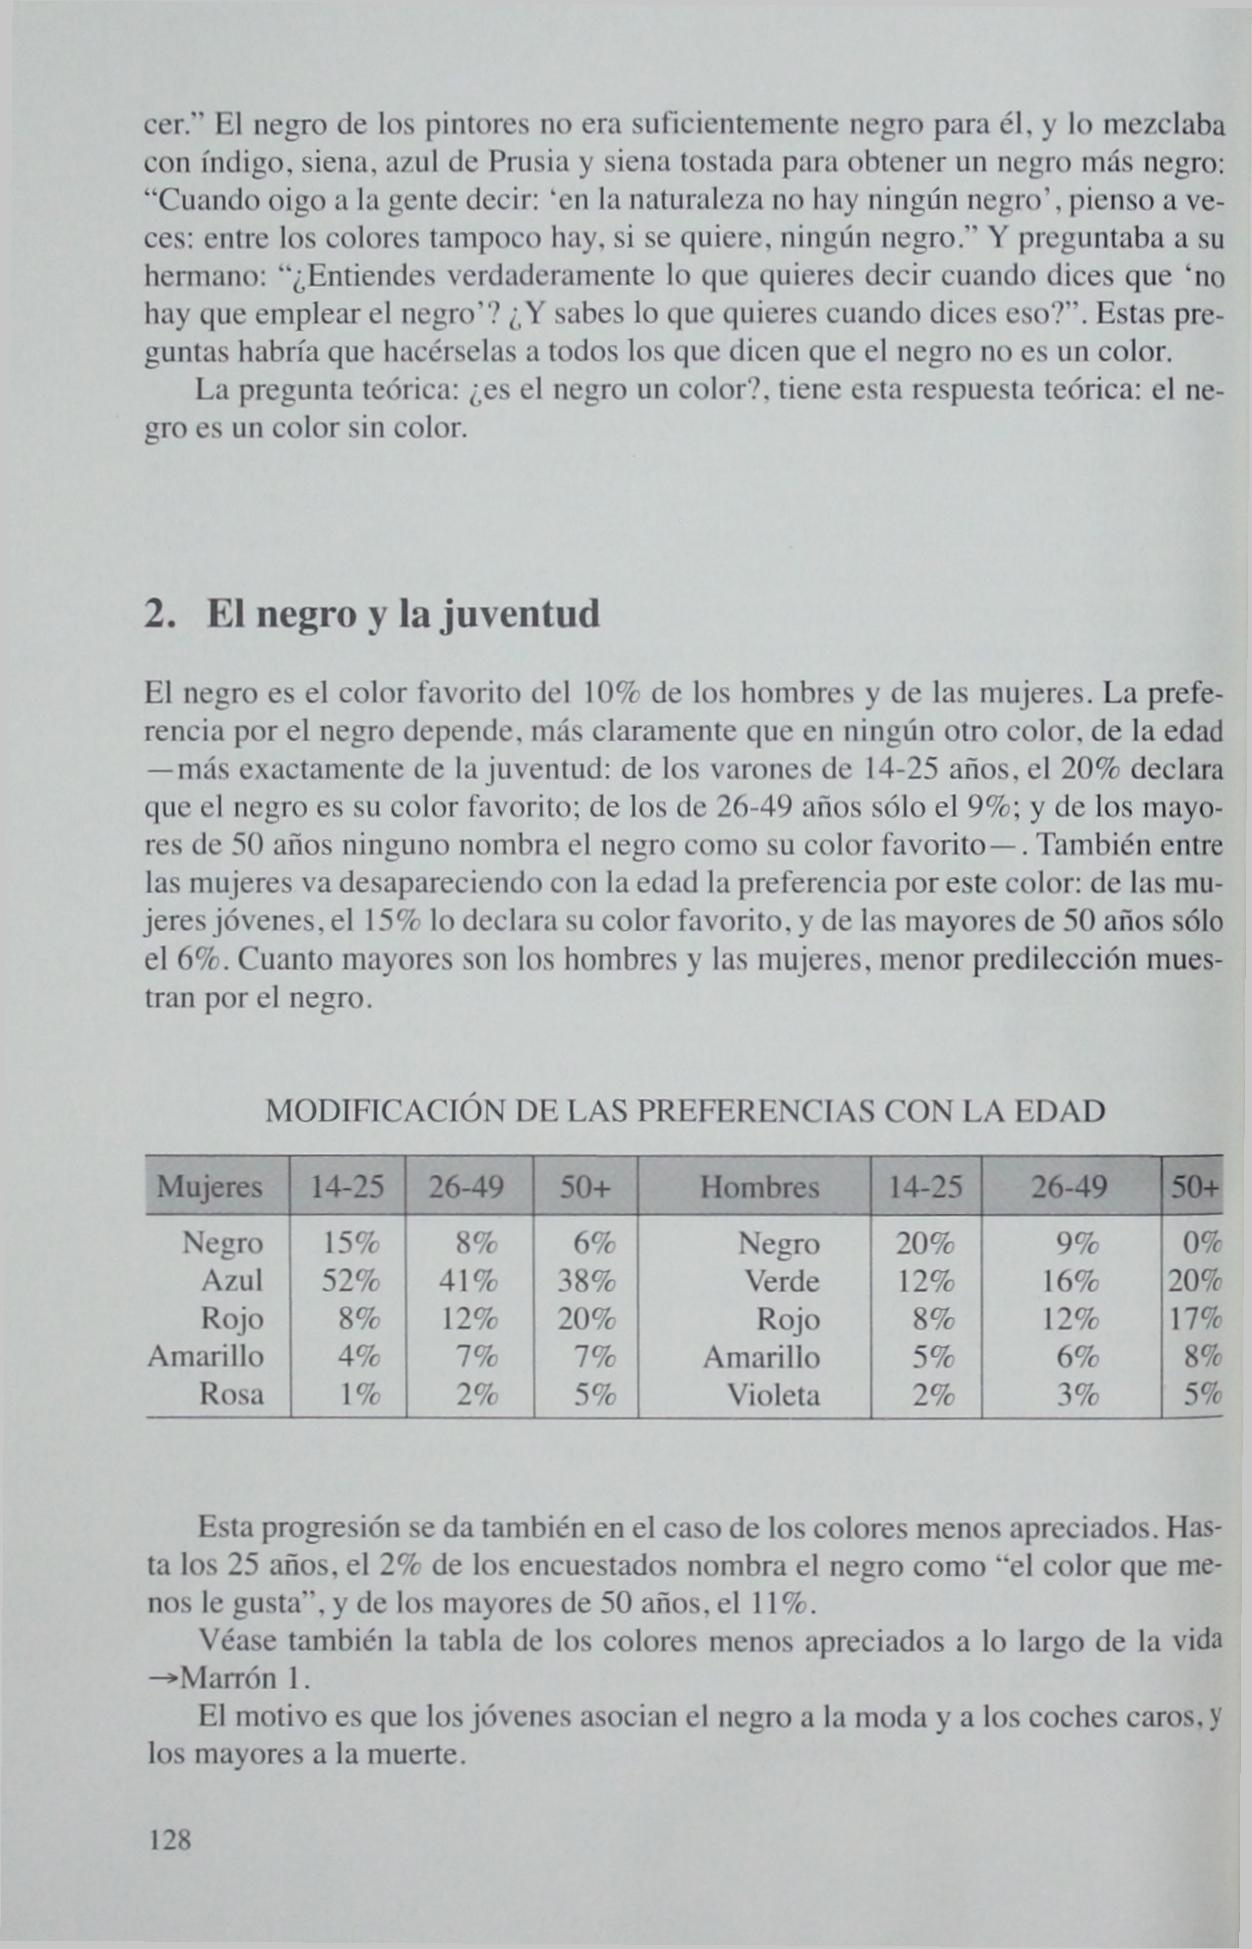 cer.” El negro de los pintores no era suficientemente negro para él, y lo mezclaba
con índigo, siena, azul de Prusia y siena tostada para obtener un negro más negro:
“Cuando oigo a la gente decir: ‘en la naturaleza no hay ningún negro’, pienso a ve-
ces: entre los colores tampoco hay, si se quiere, ningún negro.” Y preguntaba a su
hermano: “¿Entiendes verdaderamente lo que quieres decir cuando dices que ‘no
hay que emplear el negro’? ¿Y sabes lo que quieres cuando dices eso?”. Estas pre-
guntas habría que hacérselas a todos los que dicen que el negro no es un color.
La pregunta teórica: ¿es el negro un color?, tiene esta respuesta teórica: el ne-
gro es un color sin color.
2. El negro y la juventud
El negro es el color favorito del 10% de los hombres y de las mujeres. La prefe-
rencia por el negro depende, más claramente que en ningún otro color, de la edad
—más exactamente de la juventud: de los varones de 14-25 años, el 20% declara
que el negro es su color favorito; de los de 26-49 años sólo el 9%; y de los mayo-
res de 50 años ninguno nombra el negro como su color favorito—. También entre
las mujeres va desapareciendo con la edad la preferencia por este color: de las mu-
jeres jóvenes, el 15% lo declara su color favorito, y de las mayores de 50 años sólo
el 6%. Cuanto mayores son los hombres y las mujeres, menor predilección mues-
tran por el negro.
MODIFICACIÓN DE LAS PREFERENCIAS CON LA EDAD
Mujeres 14-25 26-49 50+ Hombres 14-25 26-49 50+
Negro 15% 8% 6% Negro 20% 9% 0%
Azul 52% 41% 38% Verde 12% 16% 20%
Rojo 8% 12% 20% Rojo 8% 12% 17%
Amarillo 4% 7% 7% Amarillo 5% 6% 8%
Rosa 1% 2% 5% Violeta 2% 3% 5%
Esta progresión se da también en el caso de los colores menos apreciados. Has-
ta los 25 años, el 2% de los encuestados nombra el negro como “el color que me-
nos le gusta”, y de los mayores de 50 años, el 11%.
Véase también la tabla de los colores menos apreciados a lo largo de la vida
→Marrón 1.
El motivo es que los jóvenes asocian el negro a la moda y a los coches caros, y
los mayores a la muerte.
128